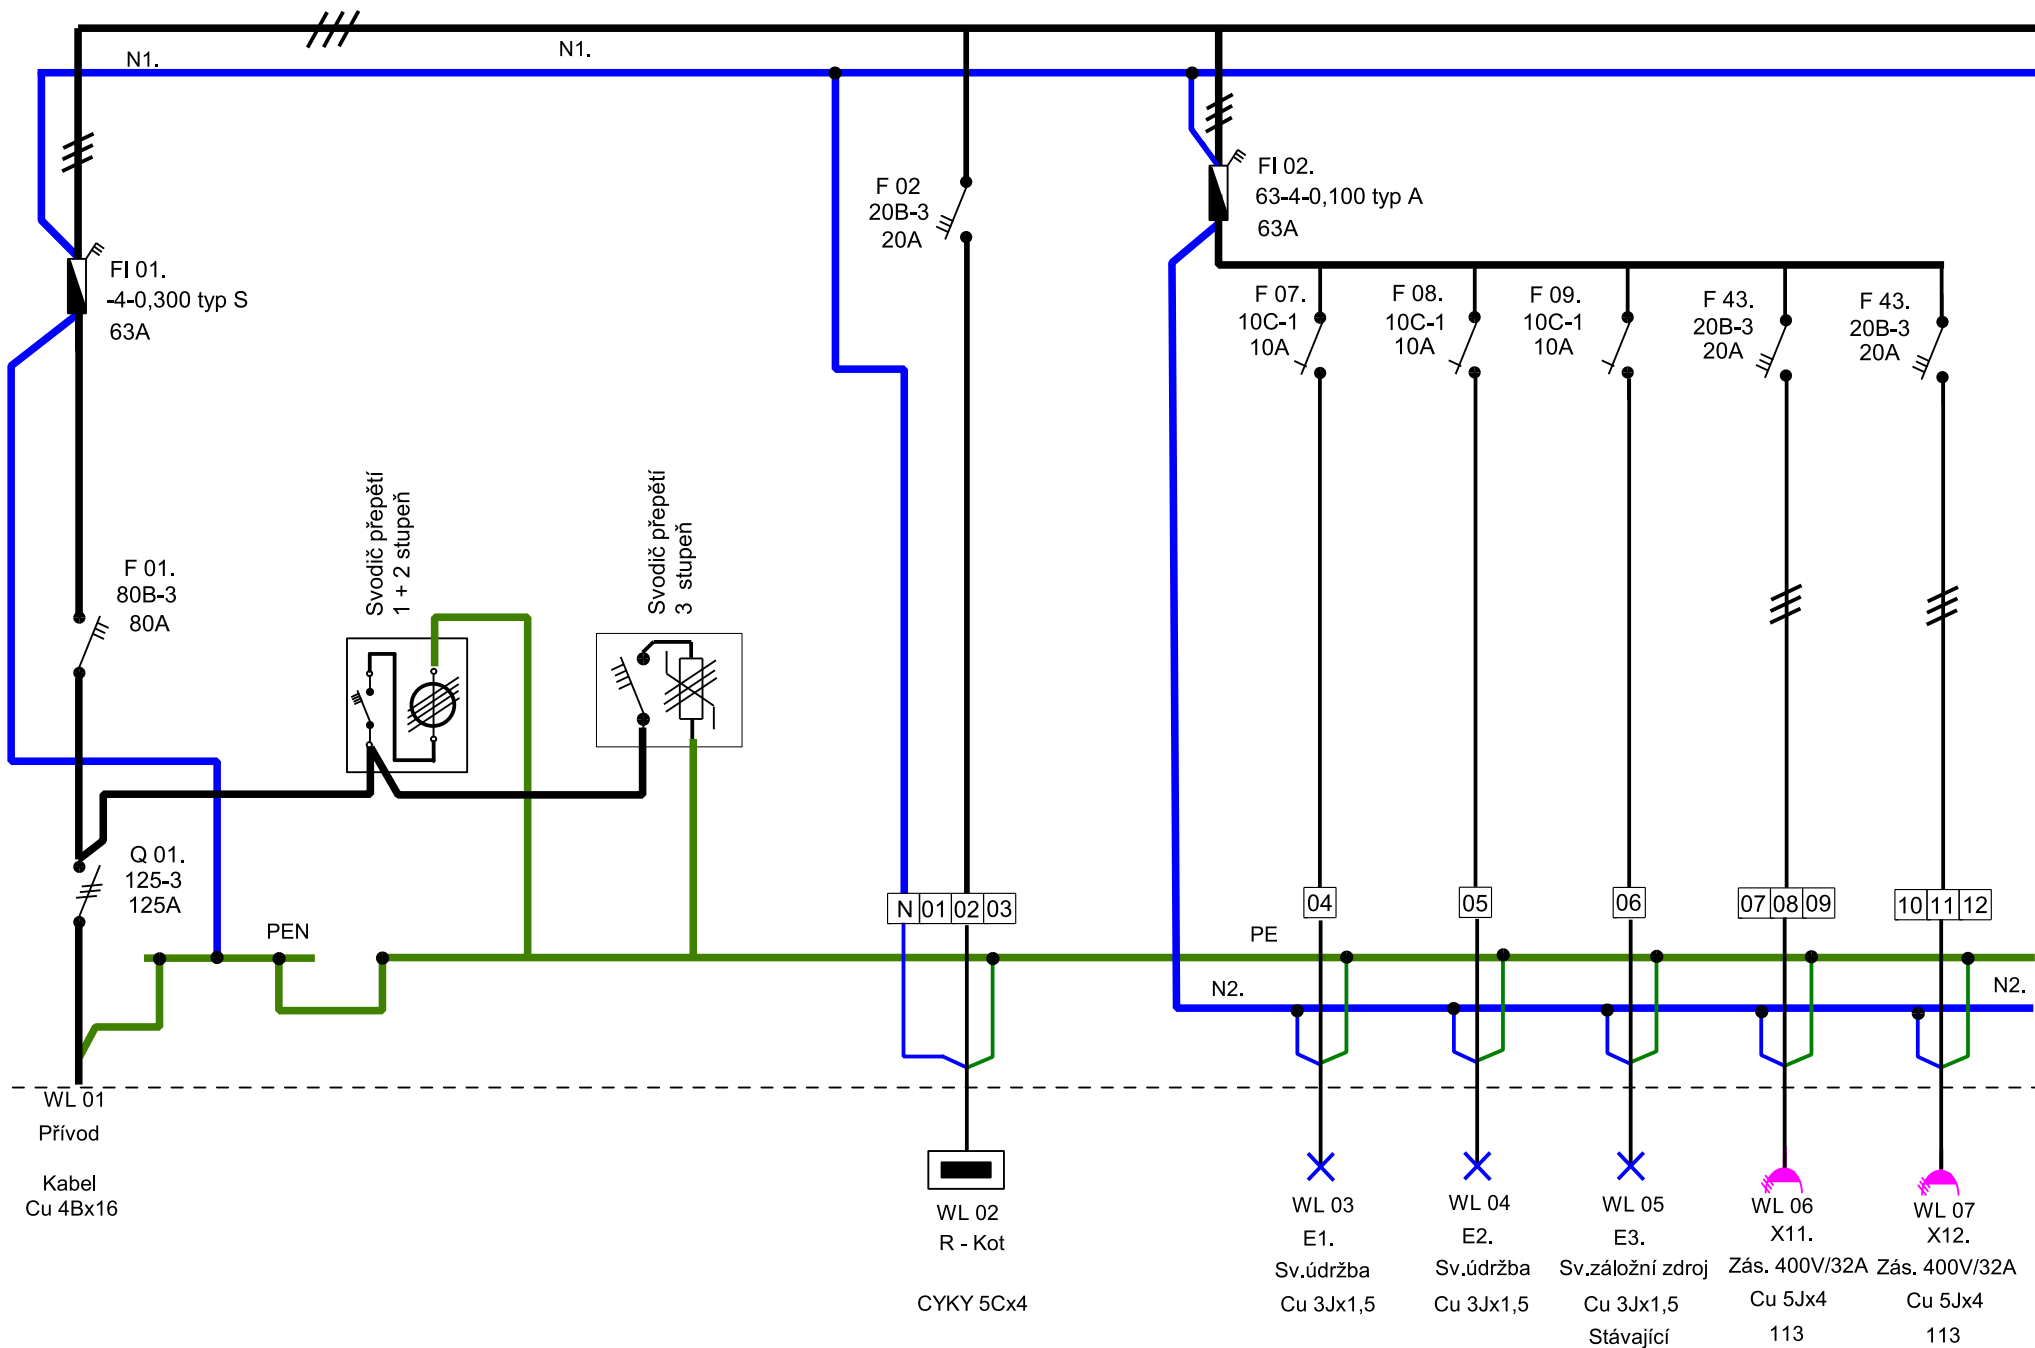 N1.
N1.
FI 01.
-4-0,300 typ S
63A
F 01.
80B-3
80A
Svodič přepětí
1 + 2 stupeň
Svodič přepětí
3 stupeň
Q 01.
125-3
125A
PEN
F 02
20B-3
20A
FI 02.
63-4-0,100 typ A
63A
F 07.
10C-1
10A
F 08.
10C-1
10A
F 09.
10C-1
10A
F 43.
20B-3
20A
F 43.
20B-3
20A
N 01 02 03
04
05
06
07 08 09
10 11 12
PE
N2.
N2.
WL 01
Přívod
Kabel
Cu 4Bx16
WL 02
R - Kot
CYKY 5Cx4
WL 03
E1.
Sv.údržba
Cu 3Jx1,5
WL 04
E2.
Sv.údržba
Cu 3Jx1,5
WL 05
E3.
Sv.záložní zdroj
Cu 3Jx1,5
Stávající
WL 06
X11.
Zás. 400V/32A
Cu 5Jx4
113
WL 07
X12.
Zás. 400V/32A
Cu 5Jx4
113